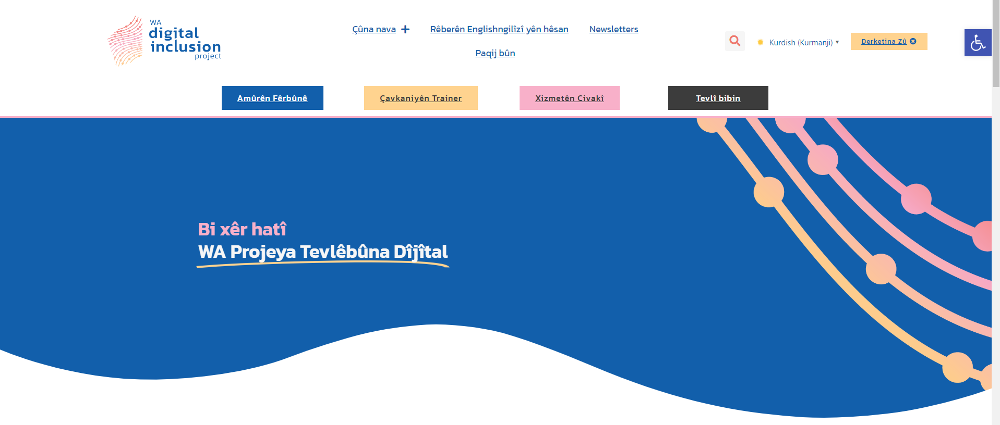 WA
digital
inclusion
project
Çûna nava
Rêberên Englishngilîzî yên hêsan
Newsletters
Paqij bûn
Kurdish (Kurmanji)
Derketina Zû
Amûrên Fêrbûnê
Çavkaniyên Trainer
Xizmetên Civakî
Tevlî bibin
Bi xêr hatî
WA Projeya Tevlêbûna Dîjîtal